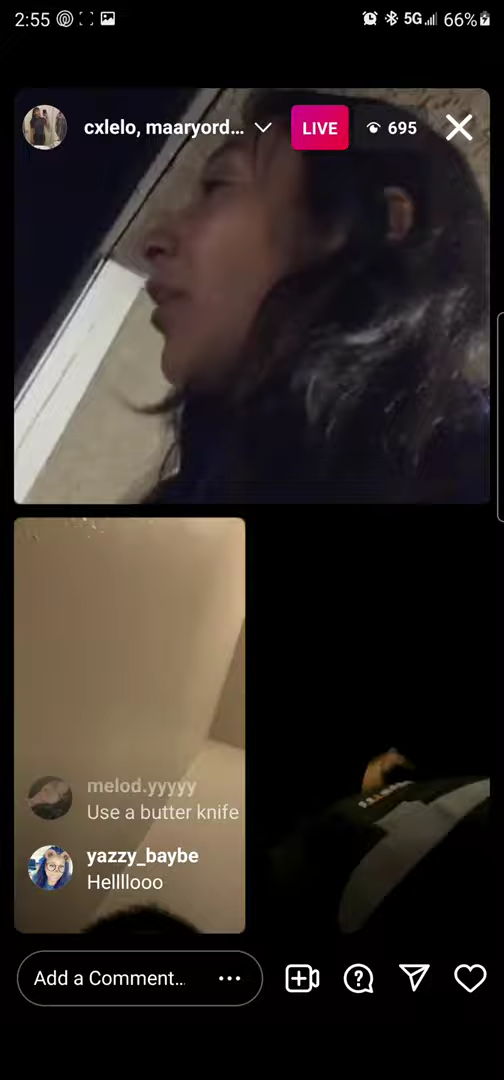 2:55 5G 66%
cxlelo, maaryord... LIVE 695
melod.yyyyy
Use a butter knife
yazzy_baybe
Hellllooo
Add a Comment...